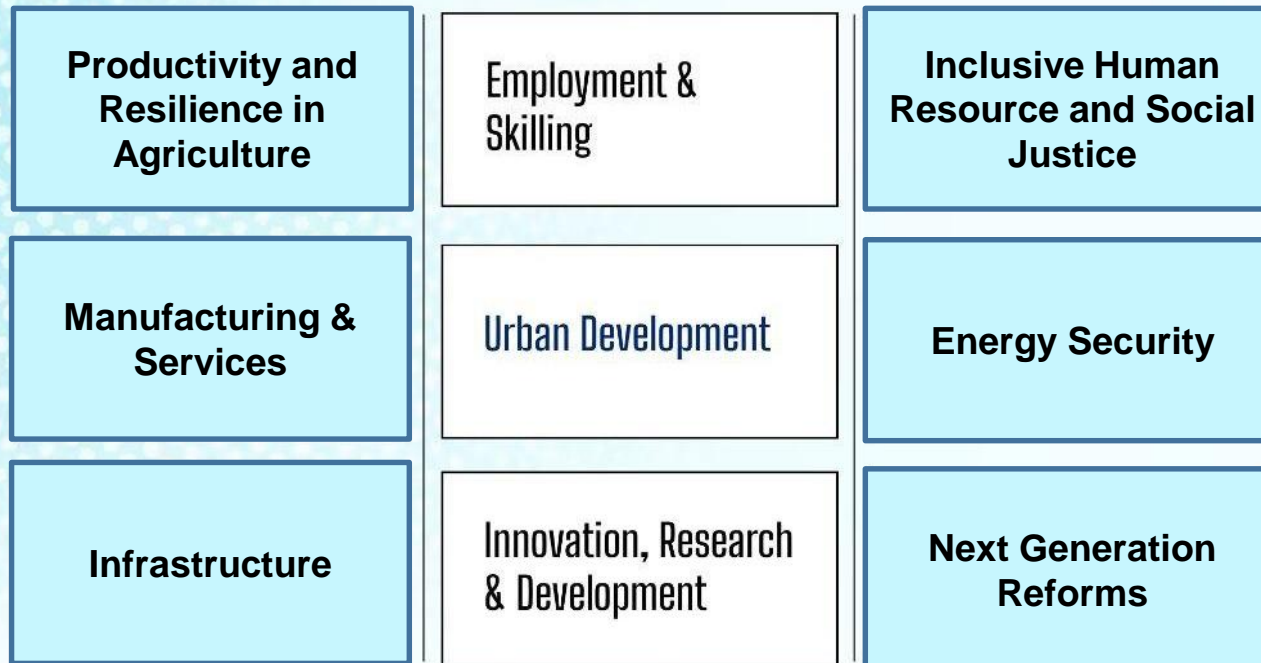 Productivity and
Resilience in
Agriculture
Employment &
Skilling
Inclusive Human
Resource and Social
Justice
Manufacturing &
Services
Urban Development
Energy Security
Infrastructure
Innovation, Research
& Development
Next Generation
Reforms